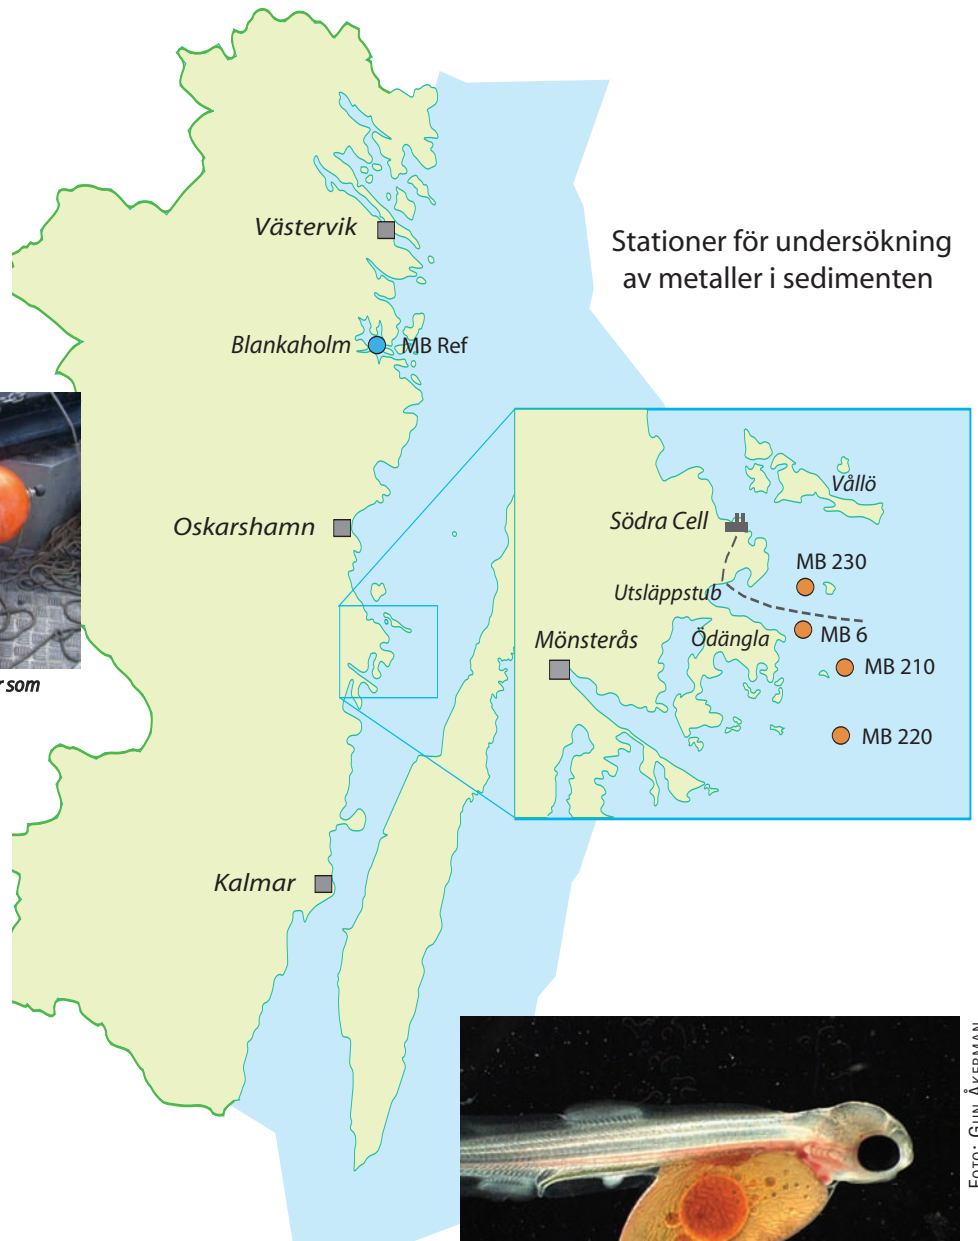 Västervik
Stationer för undersökning
av metaller i sedimenten
Blankaholm
MB Ref
Vållö
Södra Cell
Oskarshamn
MB 230
Utsläppstub
MB 6
Ödängla
Mönsterås
MB 210
som
MB 220
Kalmar
FOTO: GUN ÅKERMAN